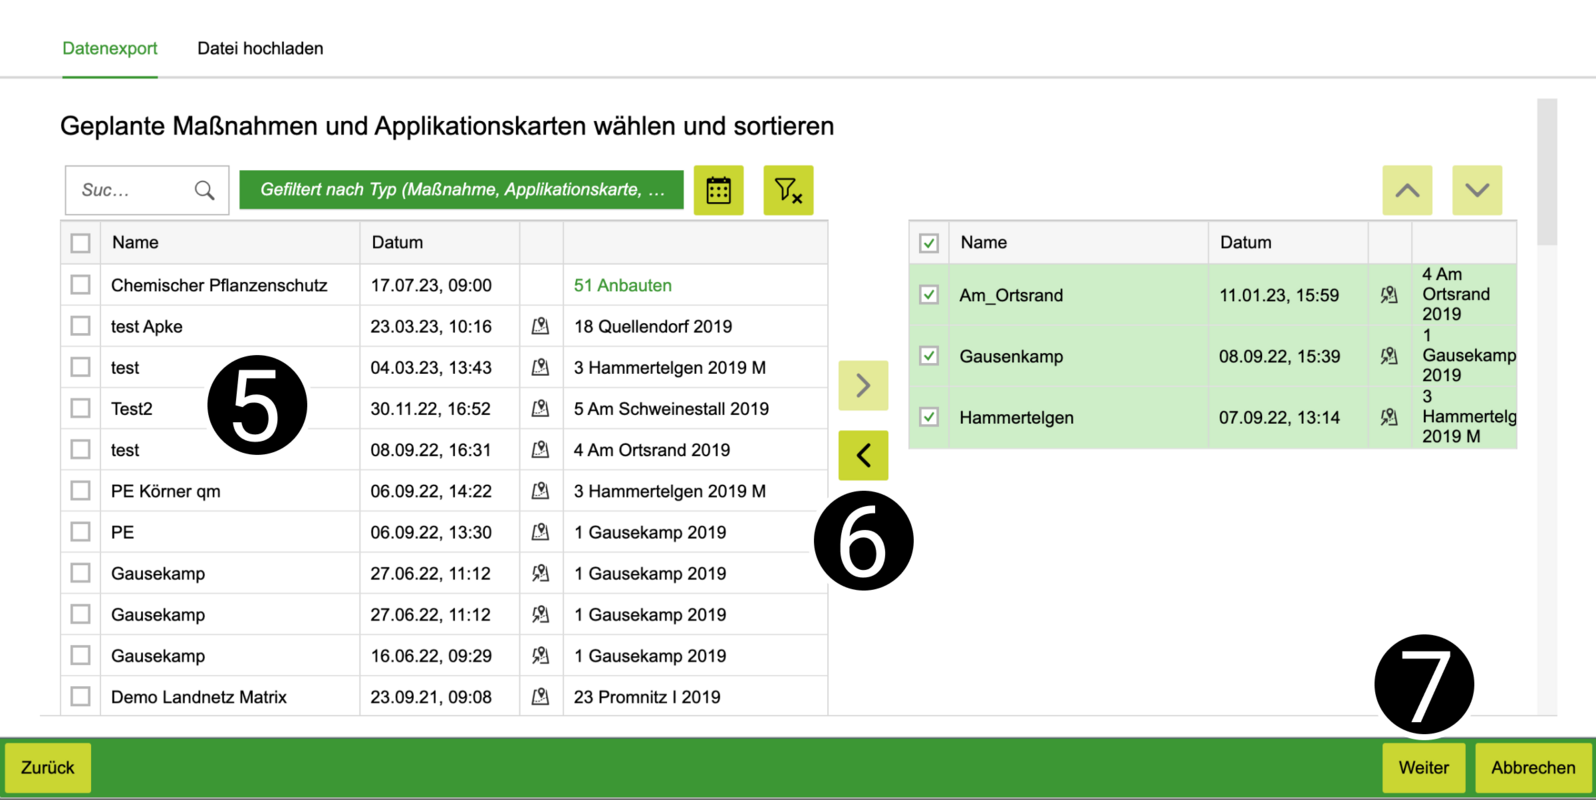 Datenexport Datei hochladen
Geplante Maßnahmen und Applikationskarten wählen und sortieren
Suc... Gefiltert nach Typ (Maßnahme, Applikationskarte, ...
Name Datum
Chemischer Pflanzenschutz 17.07.23, 09:00 51 Anbauten
test Apke 23.03.23, 10:16 18 Quellendorf 2019
test 04.03.23, 13:43 3 Hammertelgen 2019 M
Test2 30.11.22, 16:52 5 Am Schweinestall 2019
test 08.09.22, 16:31 4 Am Ortsrand 2019
PE Körner qm 06.09.22, 14:22 3 Hammertelgen 2019 M
PE 06.09.22, 13:30 1 Gausekamp 2019
Gausekamp 27.06.22, 11:12 1 Gausekamp 2019
Gausekamp 27.06.22, 11:12 1 Gausekamp 2019
Gausekamp 16.06.22, 09:29 1 Gausekamp 2019
Demo Landnetz Matrix 23.09.21, 09:08 23 Promnitz I 2019
5
6
Name Datum
Am_Ortsrand 11.01.23, 15:59 4 Am
Ortsrand
2019
Gausenkamp 08.09.22, 15:39 1
Gausekamp
2019
Hammertelgen 07.09.22, 13:14 3
Hammertelg
2019 M
7
Zurück Weiter Abbrechen